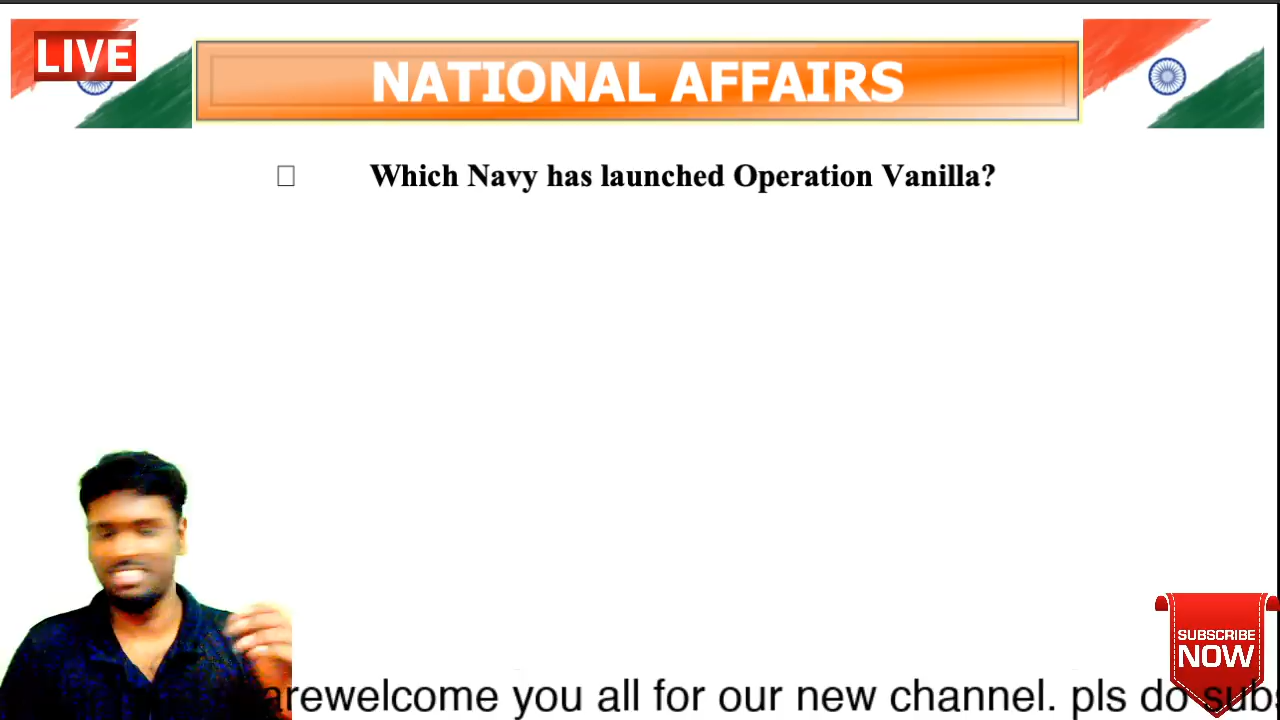 LIVE
NATIONAL AFFAIRS
Which Navy has launched Operation Vanilla?
SUBSCRIBE
NOW
arewelcome you all for our new channel. pls do subs